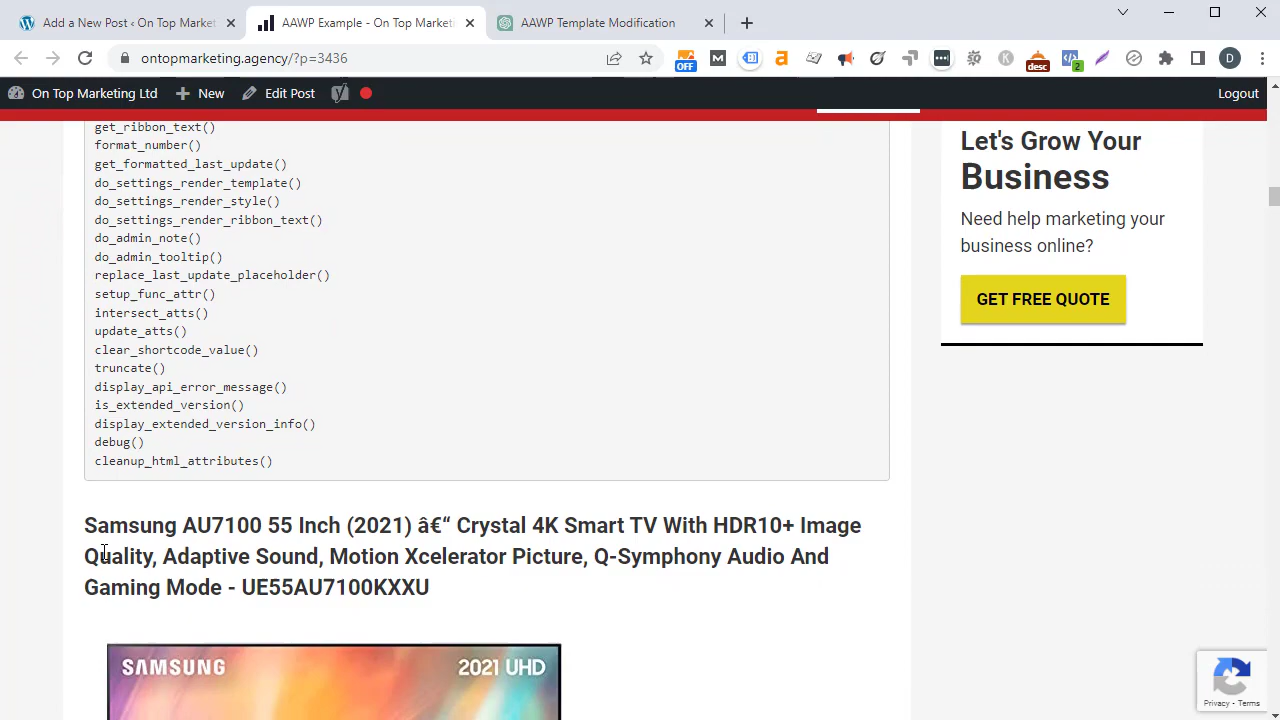 Add a New Post ‹ On Top Market
AAWP Example - On Top Marketi
AAWP Template Modification
ontopmarketing.agency/?p=3436
OFF
M
a
K
desc
2
D
On Top Marketing Ltd
New
Edit Post
Logout
get_ribbon_text()
format_number()
get_formatted_last_update()
do_settings_render_template()
do_settings_render_style()
do_settings_render_ribbon_text()
do_admin_note()
do_admin_tooltip()
replace_last_update_placeholder()
setup_func_attr()
intersect_atts()
update_atts()
clear_shortcode_value()
truncate()
display_api_error_message()
is_extended_version()
display_extended_version_info()
debug()
cleanup_html_attributes()
Let's Grow Your
Business
Need help marketing your
business online?
GET FREE QUOTE
Samsung AU7100 55 Inch (2021) â€“ Crystal 4K Smart TV With HDR10+ Image
Quality, Adaptive Sound, Motion Xcelerator Picture, Q-Symphony Audio And
Gaming Mode - UE55AU7100KXXU
SAMSUNG
2021 UHD
Privacy - Terms